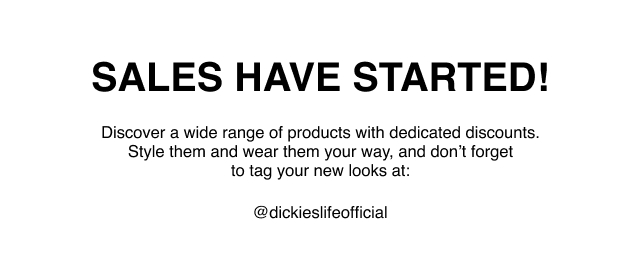 SALES HAVE STARTED!
Discover a wide range of products with dedicated discounts.
Style them and wear them your way, and don’t forget
to tag your new looks at:
@dickieslifeofficial